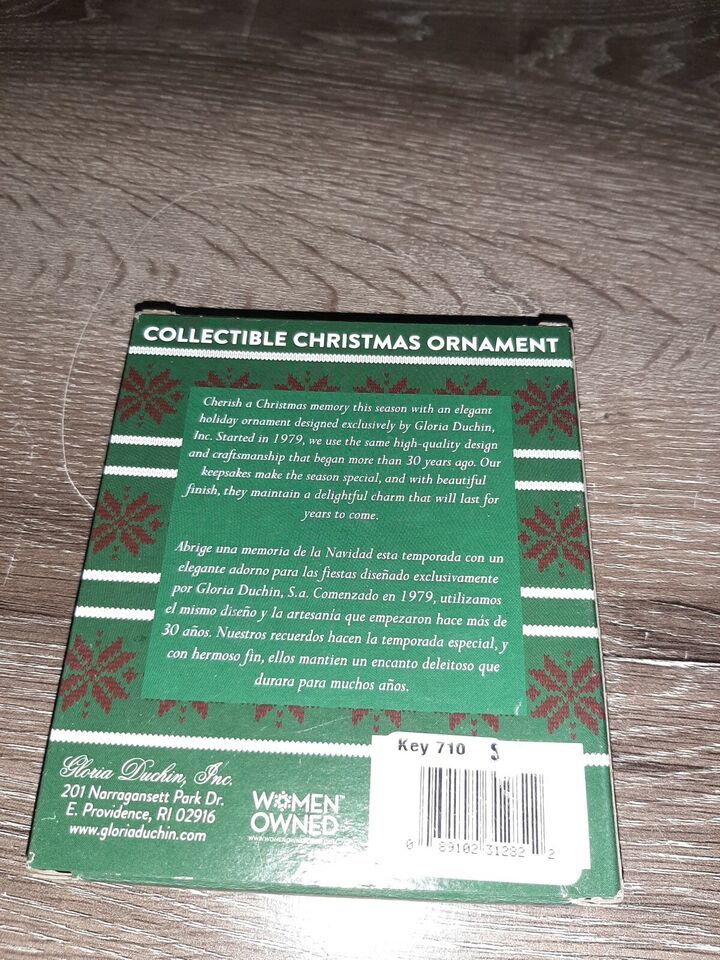 COLLECTIBLE CHRISTMAS ORNAMENT
Cherish a Christmas memory this season with an elegant
holiday ornament designed exclusively by Gloria Duchin,
Inc. Started in 1979, we use the same high-quality design
and craftsmanship that began more than 30 years ago. Our
keepsakes make the season special, and with beautiful
finish, they maintain a delightful charm that will last for
years to come.
Abrige una memoria de la Navidad esta temporada con un
elegante adorno para las fiestas diseñado exclusivamente
por Gloria Duchin, S.a. Comenzado en 1979, utilizamos
el mismo diseño y la artesanía que empezaron hace más de
30 años. Nuestros recuerdos hacen la temporada especial, y
con hermoso fin, ellos mantien un encanto deleitoso que
durara para muchos años.
Gloria Duchin, Inc.
201 Narragansett Park Dr.
E. Providence, RI 02916
www.gloriaduchin.com
WOMEN
OWNED
Key 710 S
0 89102 31282 2